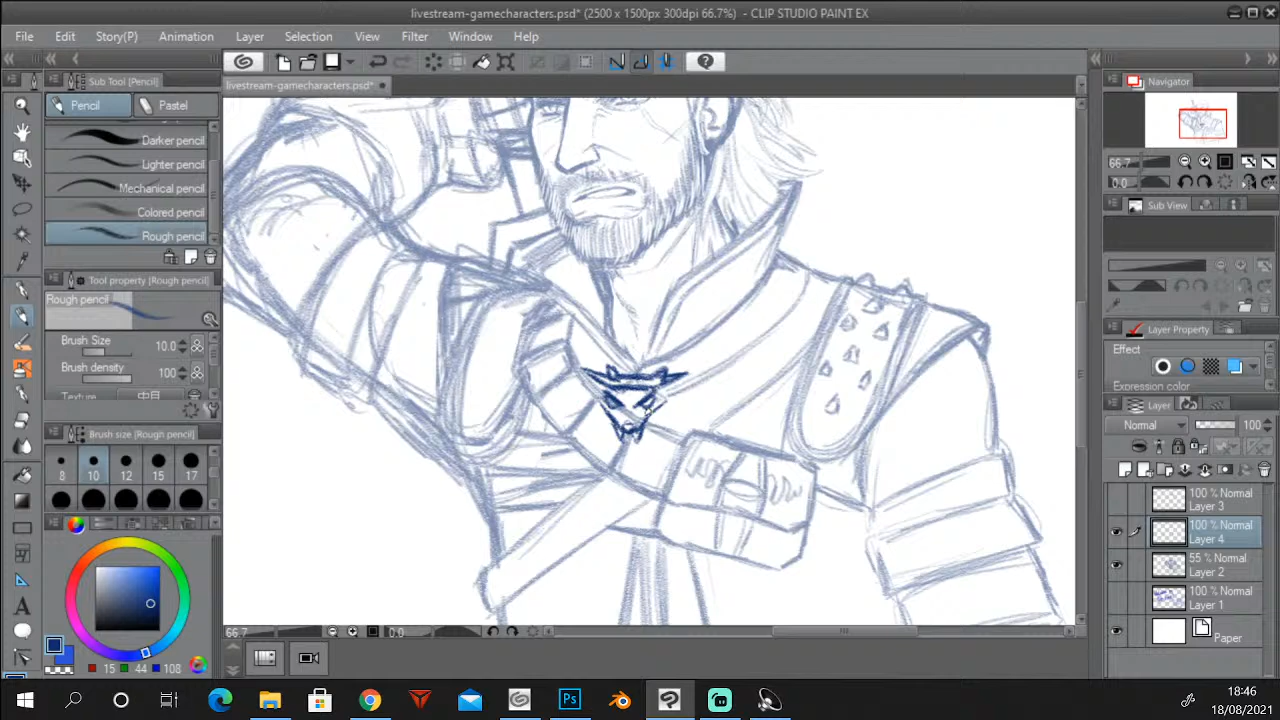 livestream-gamecharacters.psd* (2500 x 1500px 300dpi 66.7%) - CLIP STUDIO PAINT EX
File Edit Story(P) Animation Layer Selection View Filter Window Help
Sub Tool [Pencil]
livestream-gamecharacters.psd*
Navigator
Pencil Pastel
Darker pencil
Lighter pencil
Mechanical pencil
Colored pencil
Rough pencil
66.7
0.0
Sub View
Tool property [Rough pencil]
Rough pencil
Brush Size 10.0
Brush density 100
Texture
Layer Property
Effect
Expression color
Layer
Normal 100
Brush size [Rough pencil]
8 10 12 15 17
100 % Normal
Layer 3
100 % Normal
Layer 4
55 % Normal
Layer 2
100 % Normal
Layer 1
Paper
66.7 0.0
15 44 108
18:46
18/08/2021